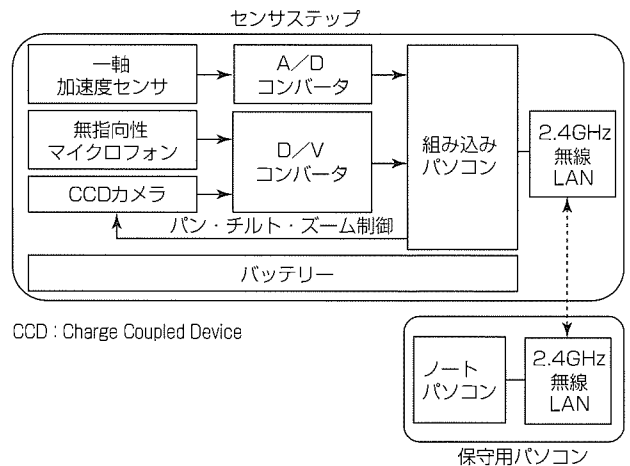 センサステップ
一軸
加速度センサ
A／D
コンバータ
無指向性
マイクロフォン
D／V
コンバータ
CCDカメラ
組み込み
パソコン
2.4GHz
無線
LAN
パン・チルト・ズーム制御
バッテリー
CCD : Charge Coupled Device
ノート
パソコン
2.4GHz
無線
LAN
保守用パソコン